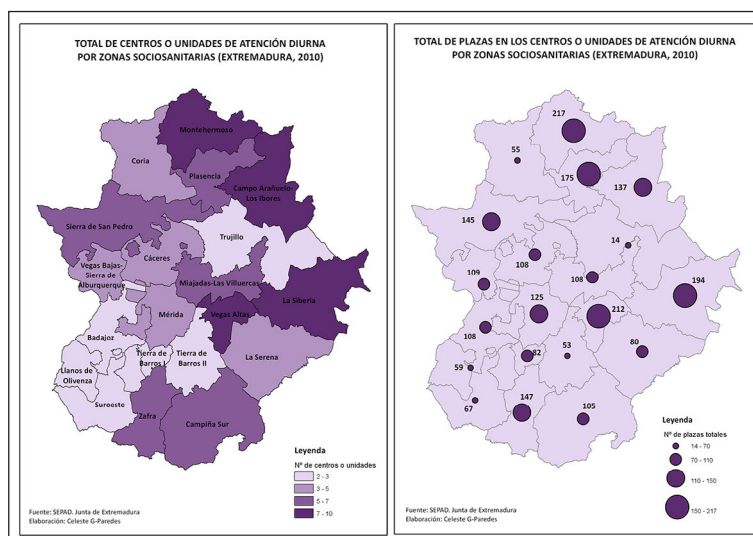 TOTAL DE CENTROS O UNIDADES DE ATENCIÓN DIURNA
POR ZONAS SOCIOSANITARIAS (EXTREMADURA, 2010)
Montehermoso
Coria
Plasencia
Campo Arañuelo-
Los Ibores
Sierra de San Pedro
Trujillo
Cáceres
Vegas Bajas-
Sierra de
Alburquerque
Miajadas-Las Villuercas
La Siberia
Vegas Altas
Mérida
Badajoz
Tierra de
Barros I
Tierra de
Barros II
La Serena
Llanos de
Olivenza
Suroeste
Zafra
Campiña Sur
Leyenda
Nº de centros o unidades
2 - 3
3 - 5
5 - 7
7 - 10
Fuente: SEPAD. Junta de Extremadura
Elaboración: Celeste G-Paredes
TOTAL DE PLAZAS EN LOS CENTROS O UNIDADES DE ATENCIÓN DIURNA
POR ZONAS SOCIOSANITARIAS (EXTREMADURA, 2010)
217
55
175
137
145
14
108
109
108
194
125
212
108
53
80
82
59
67
147
105
Leyenda
Nº de plazas totales
14 - 70
70 - 110
110 - 150
150 - 217
Fuente: SEPAD. Junta de Extremadura
Elaboración: Celeste G-Paredes